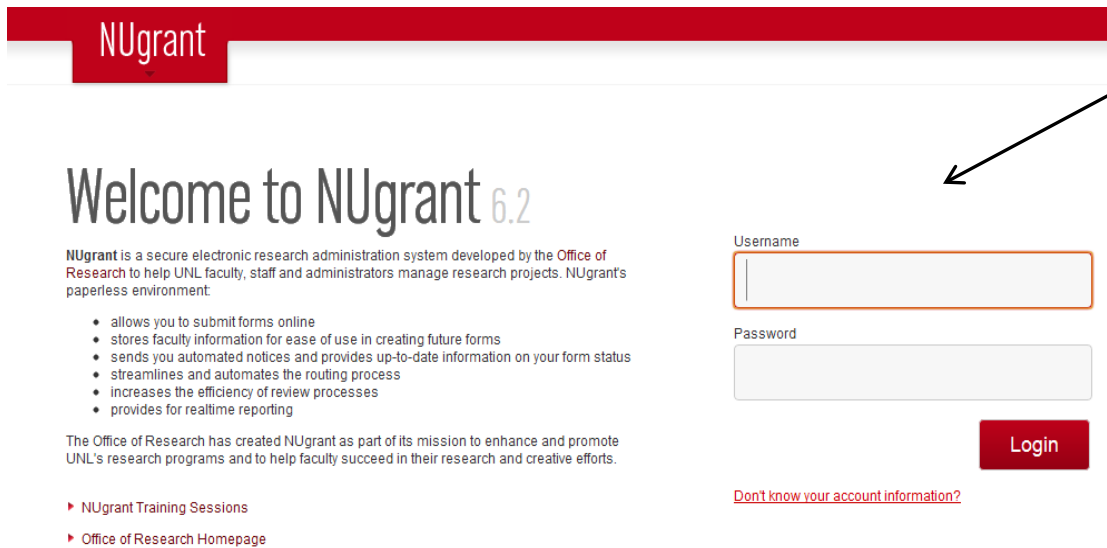 NUgrant
Welcome to NUgrant 6.2
NUgrant is a secure electronic research administration system developed by the Office of
Research to help UNL faculty, staff and administrators manage research projects. NUgrant's
paperless environment:
• allows you to submit forms online
• stores faculty information for ease of use in creating future forms
• sends you automated notices and provides up-to-date information on your form status
• streamlines and automates the routing process
• increases the efficiency of review processes
• provides for realtime reporting
The Office of Research has created NUgrant as part of its mission to enhance and promote
UNL's research programs and to help faculty succeed in their research and creative efforts.
NUgrant Training Sessions
Office of Research Homepage
Username
Password
Login
Don't know your account information?